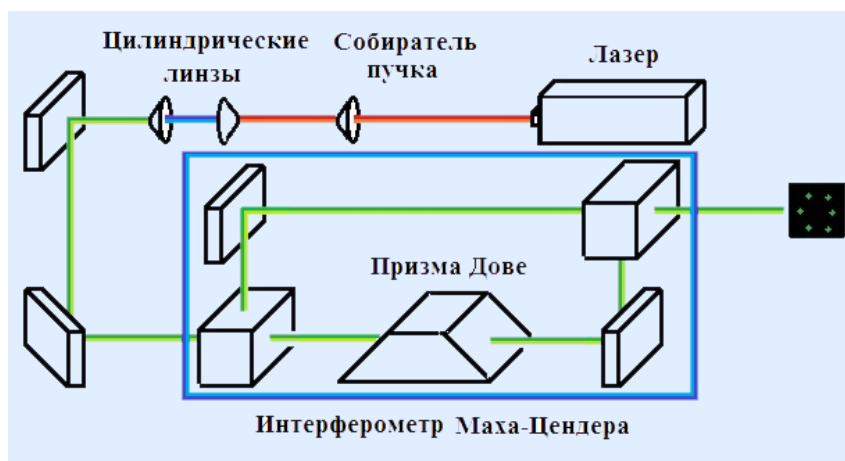 Цилиндрические
линзы
Собиратель
пучка
Лазер
Призма Дове
Интерферометр Маха-Цендера